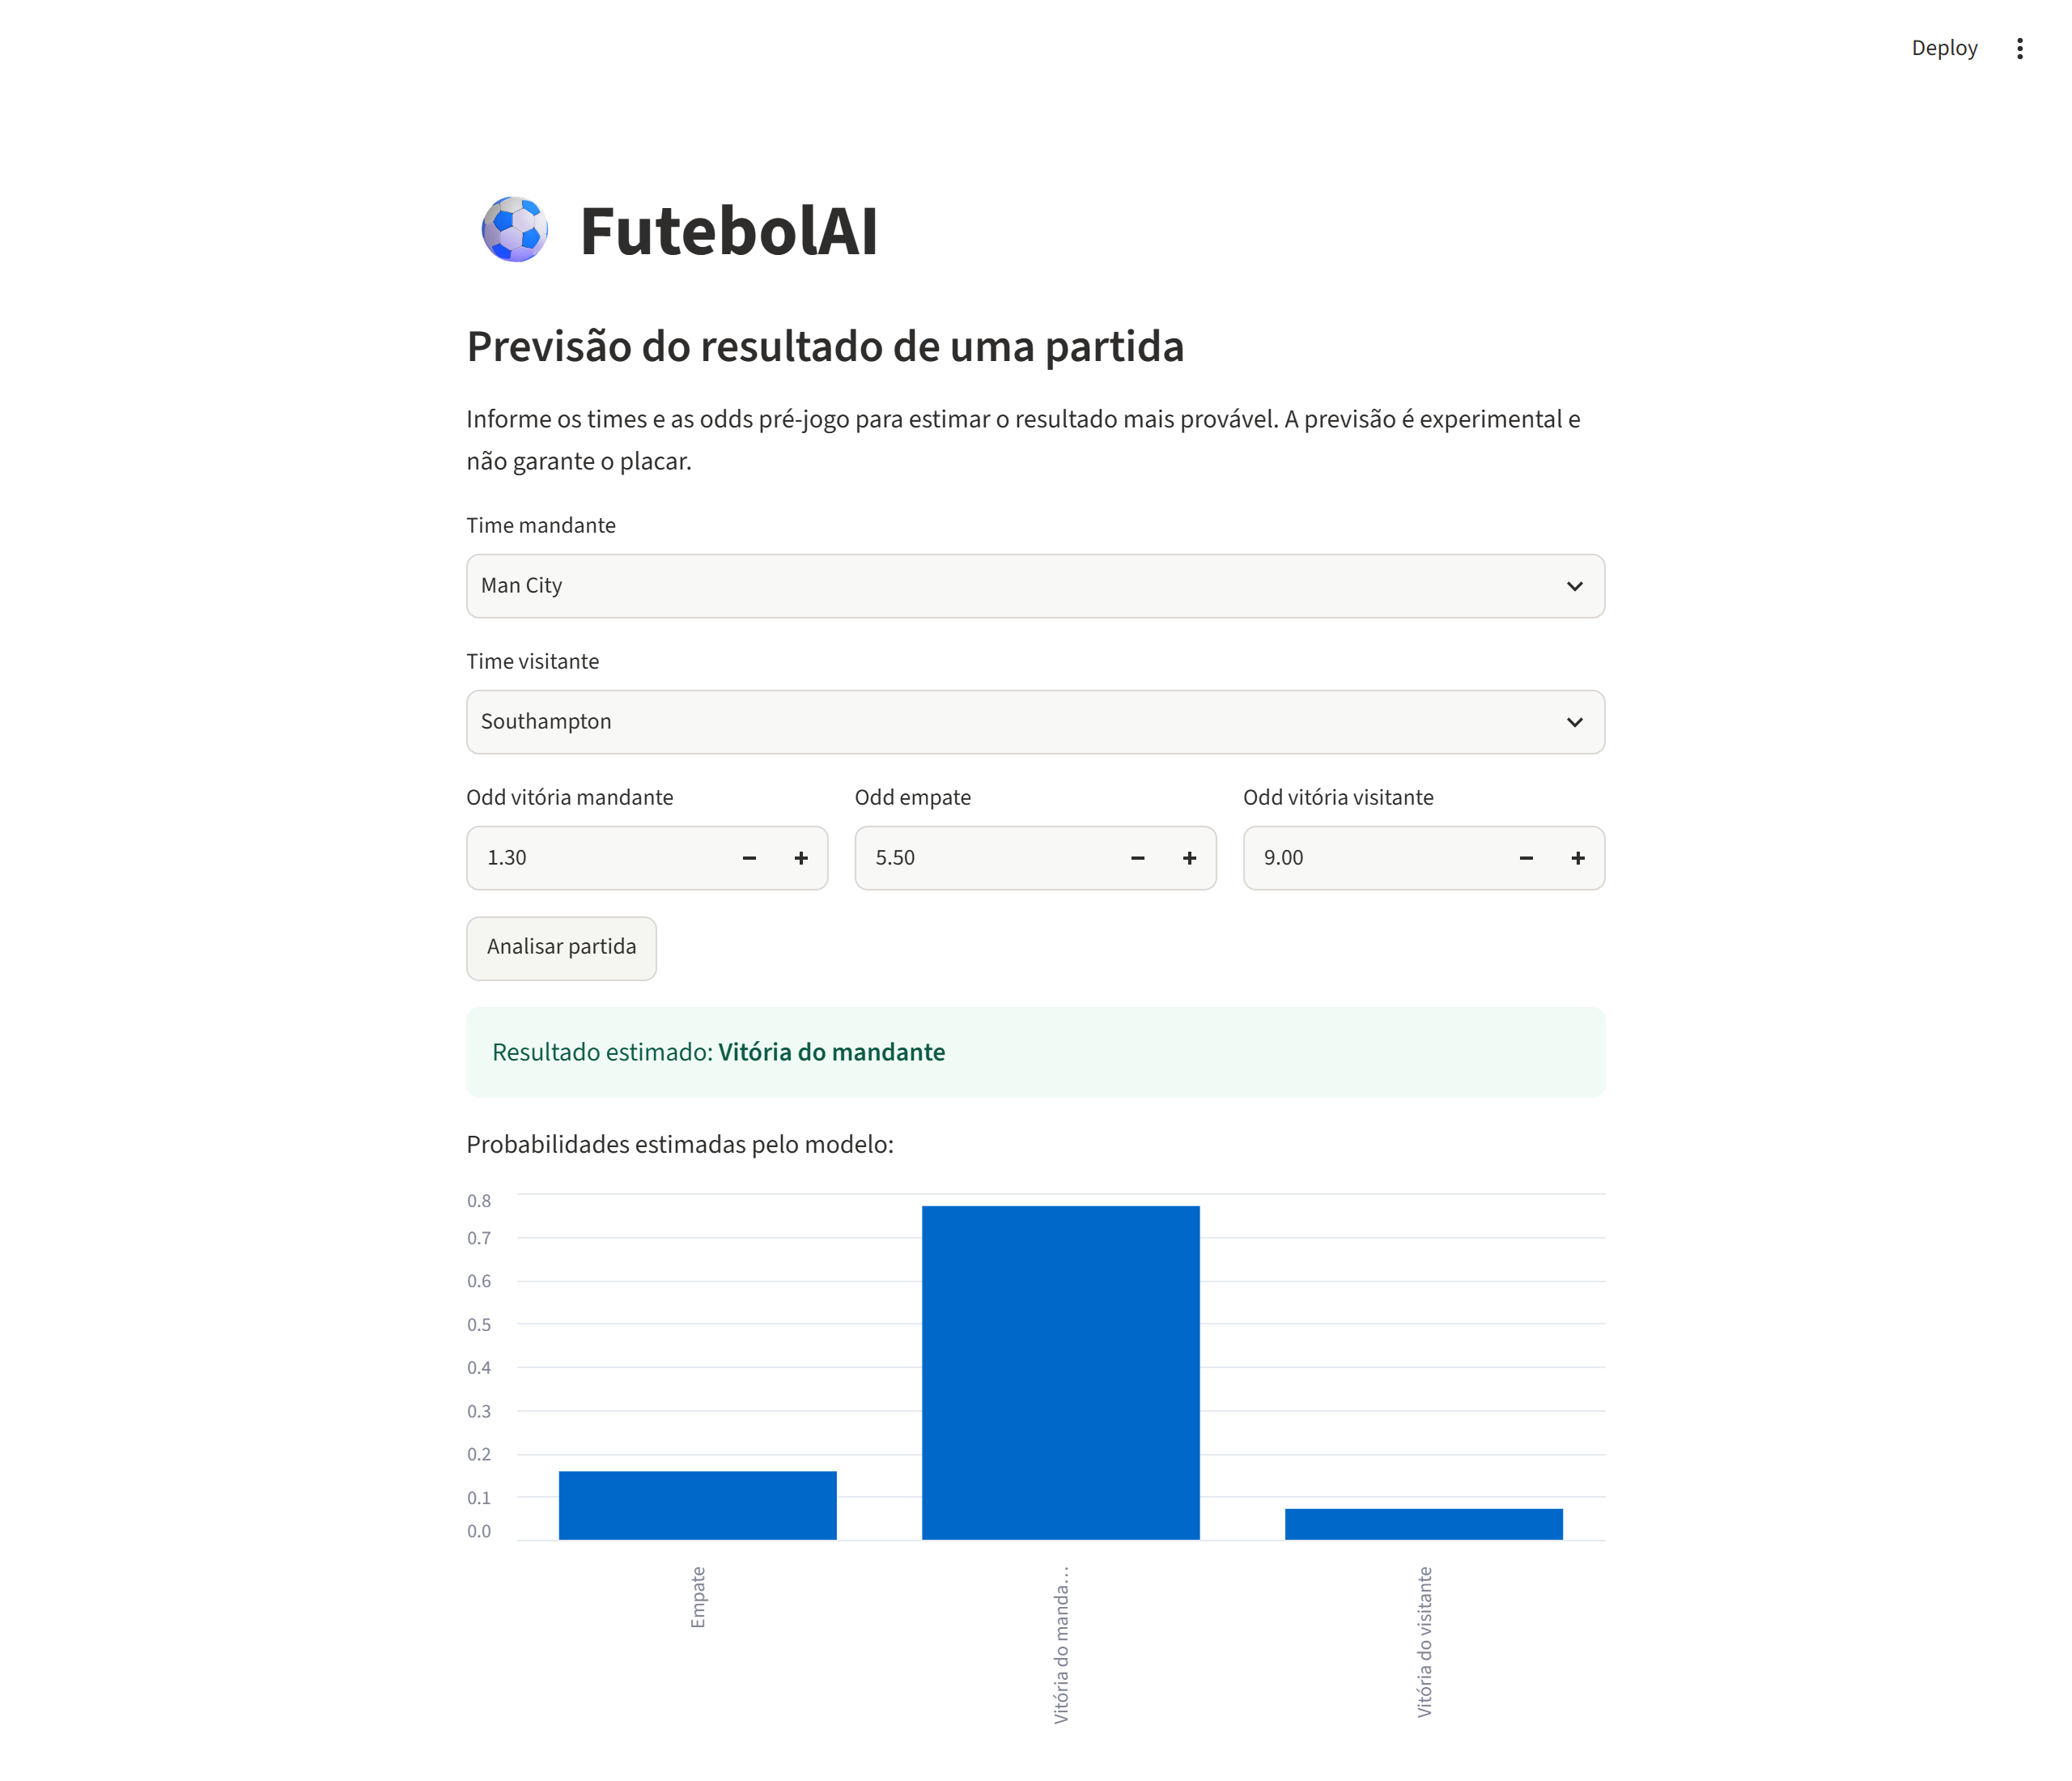 Deploy
FutebolAI
Previsão do resultado de uma partida
Informe os times e as odds pré-jogo para estimar o resultado mais provável. A previsão é experimental e
não garante o placar.
Time mandante
Man City
Time visitante
Southampton
Odd vitória mandante
Odd empate
Odd vitória visitante
1.30
5.50
9.00
Analisar partida
Resultado estimado: Vitória do mandante
Probabilidades estimadas pelo modelo:
0.8
0.7
0.6
0.5
0.4
0.3
0.2
0.1
0.0
Empate
Vitória do manda…
Vitória do visitante